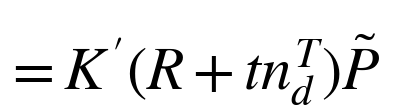 = K′(R + tn_d^T)P̃